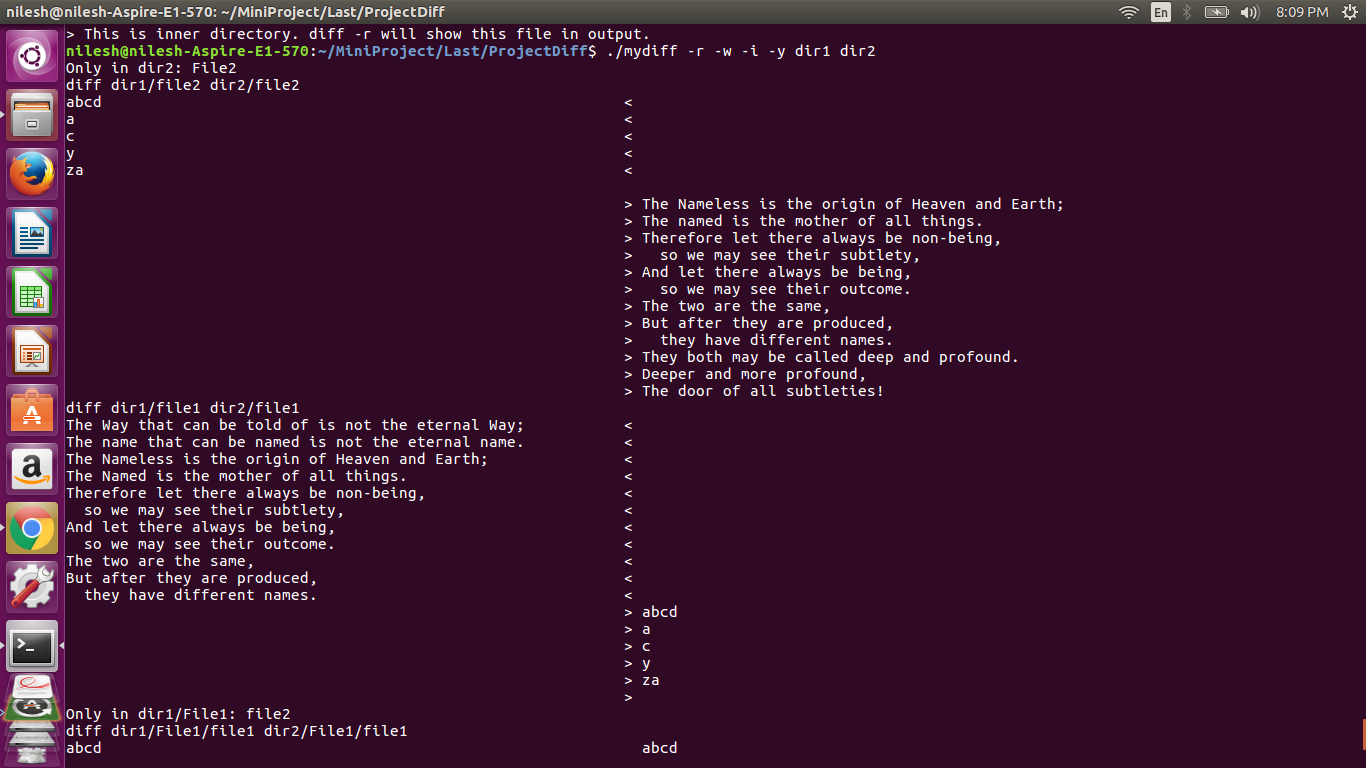 nilesh@nilesh-Aspire-E1-570: ~/MiniProject/Last/ProjectDiff En 8:09 PM
> This is inner directory. diff -r will show this file in output.
nilesh@nilesh-Aspire-E1-570:~/MiniProject/Last/ProjectDiff$ ./mydiff -r -w -i -y dir1 dir2
Only in dir2: File2
diff dir1/file2 dir2/file2
abcd <
a <
c <
y <
za <
> The Nameless is the origin of Heaven and Earth;
> The named is the mother of all things.
> Therefore let there always be non-being,
>   so we may see their subtlety,
> And let there always be being,
>   so we may see their outcome.
> The two are the same,
> But after they are produced,
>   they have different names.
> They both may be called deep and profound.
> Deeper and more profound,
> The door of all subtleties!
diff dir1/file1 dir2/file1
The Way that can be told of is not the eternal Way; <
The name that can be named is not the eternal name. <
The Nameless is the origin of Heaven and Earth; <
The Named is the mother of all things. <
Therefore let there always be non-being, <
  so we may see their subtlety, <
And let there always be being, <
  so we may see their outcome. <
The two are the same, <
But after they are produced, <
  they have different names. <
> abcd
> a
> c
> y
> za
>
Only in dir1/File1: file2
diff dir1/File1/file1 dir2/File1/file1
abcd abcd